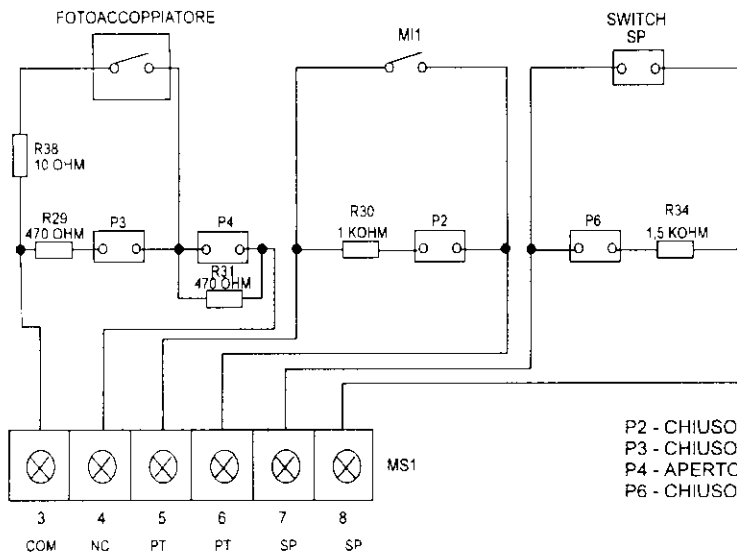 FOTOACCOPPIATORE
MI1
SWITCH
SP
R38
10 OHM
R29
470 OHM
P3
P4
R31
470 OHM
R30
1 KOHM
P2
P6
R34
1,5 KOHM
P2 - CHIUSO
P3 - CHIUSO
P4 - APERTO
P6 - CHIUSO
MS1
3 4 5 6 7 8
COM NC PT PT SP SP